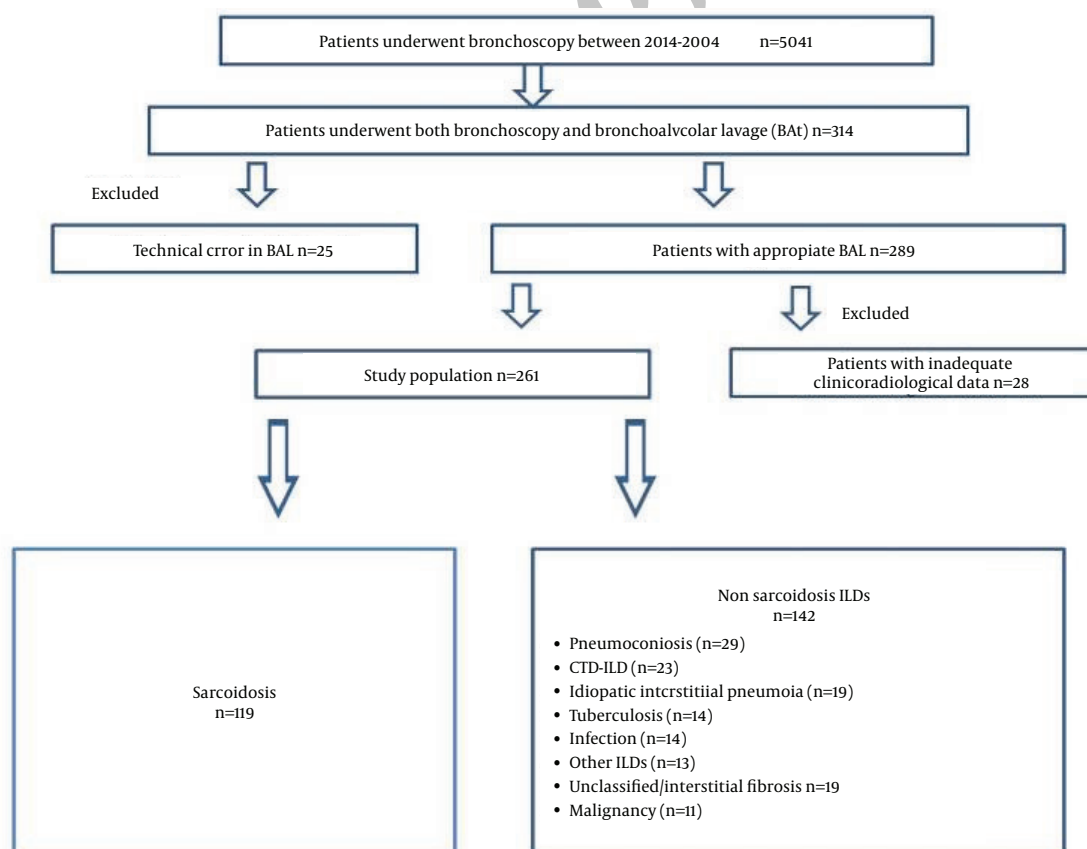 Patients underwent bronchoscopy between 2014-2004 n=5041
Patients underwent both bronchoscopy and bronchoalvcolar lavage (BAt) n=314
Excluded
Technical crror in BAL n=25
Patients with appropiate BAL n=289
Excluded
Study population n=261
Patients with inadequate
clinicoradiological data n=28
Sarcoidosis
n=119
Non sarcoidosis ILDs
n=142
• Pneumoconiosis (n=29)
• CTD-ILD (n=23)
• Idiopatic intcrstitiial pneumoia (n=19)
• Tuberculosis (n=14)
• Infection (n=14)
• Other ILDs (n=13)
• Unclassified/interstitial fibrosis n=19
• Malignancy (n=11)